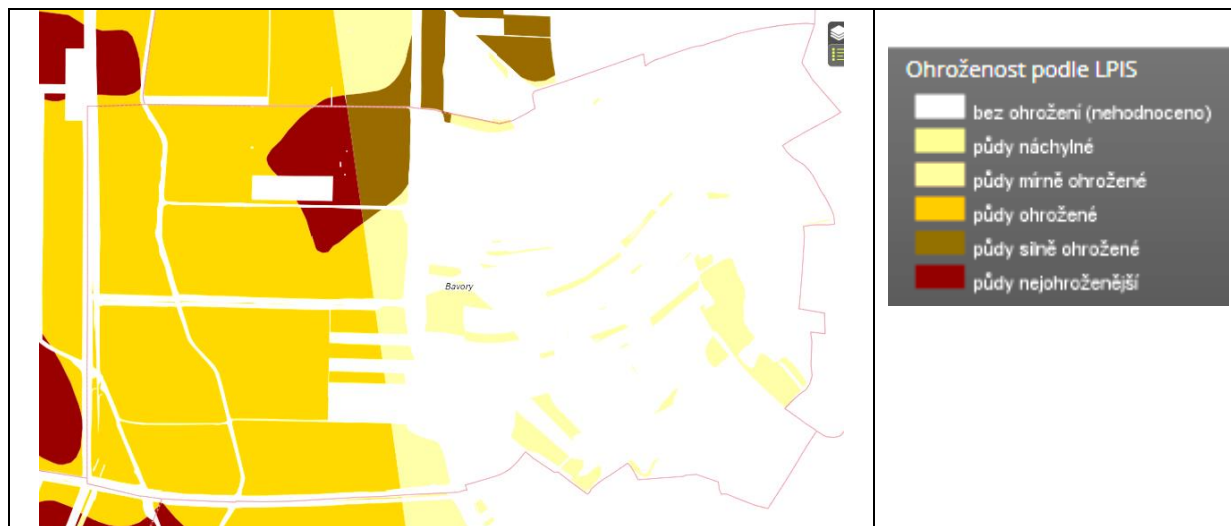 Bavory
Ohroženost podle LPIS
bez ohrožení (nehodnoceno)
půdy náchylné
půdy mírně ohrožené
půdy ohrožené
půdy silně ohrožené
půdy nejohroženější